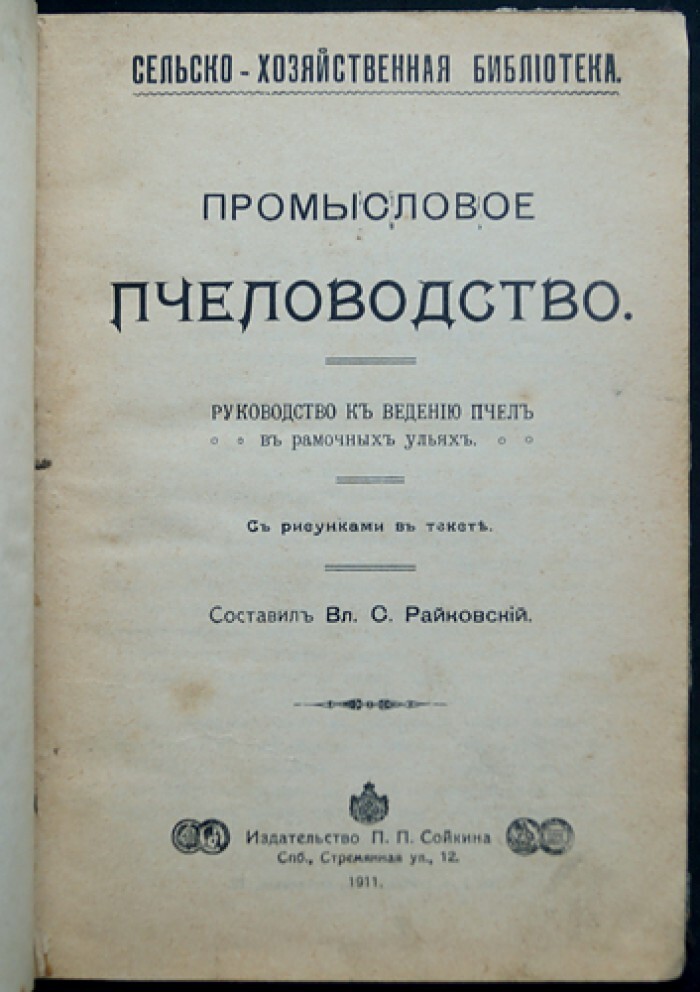 СЕЛЬСКО-ХОЗЯЙСТВЕННАЯ БИБЛІОТЕКА.
ПРОМЫСЛОВОЕ
ПЧЕЛОВОДСТВО.
РУКОВОДСТВО КЪ ВЕДЕНІЮ ПЧЕЛЪ
въ рамочныхъ ульяхъ.
Съ рисунками въ текстѣ.
Составилъ Вл. С. Райковскій.
Издательство П. П. Сойкина
Спб., Стремянная ул., 12.
1911.